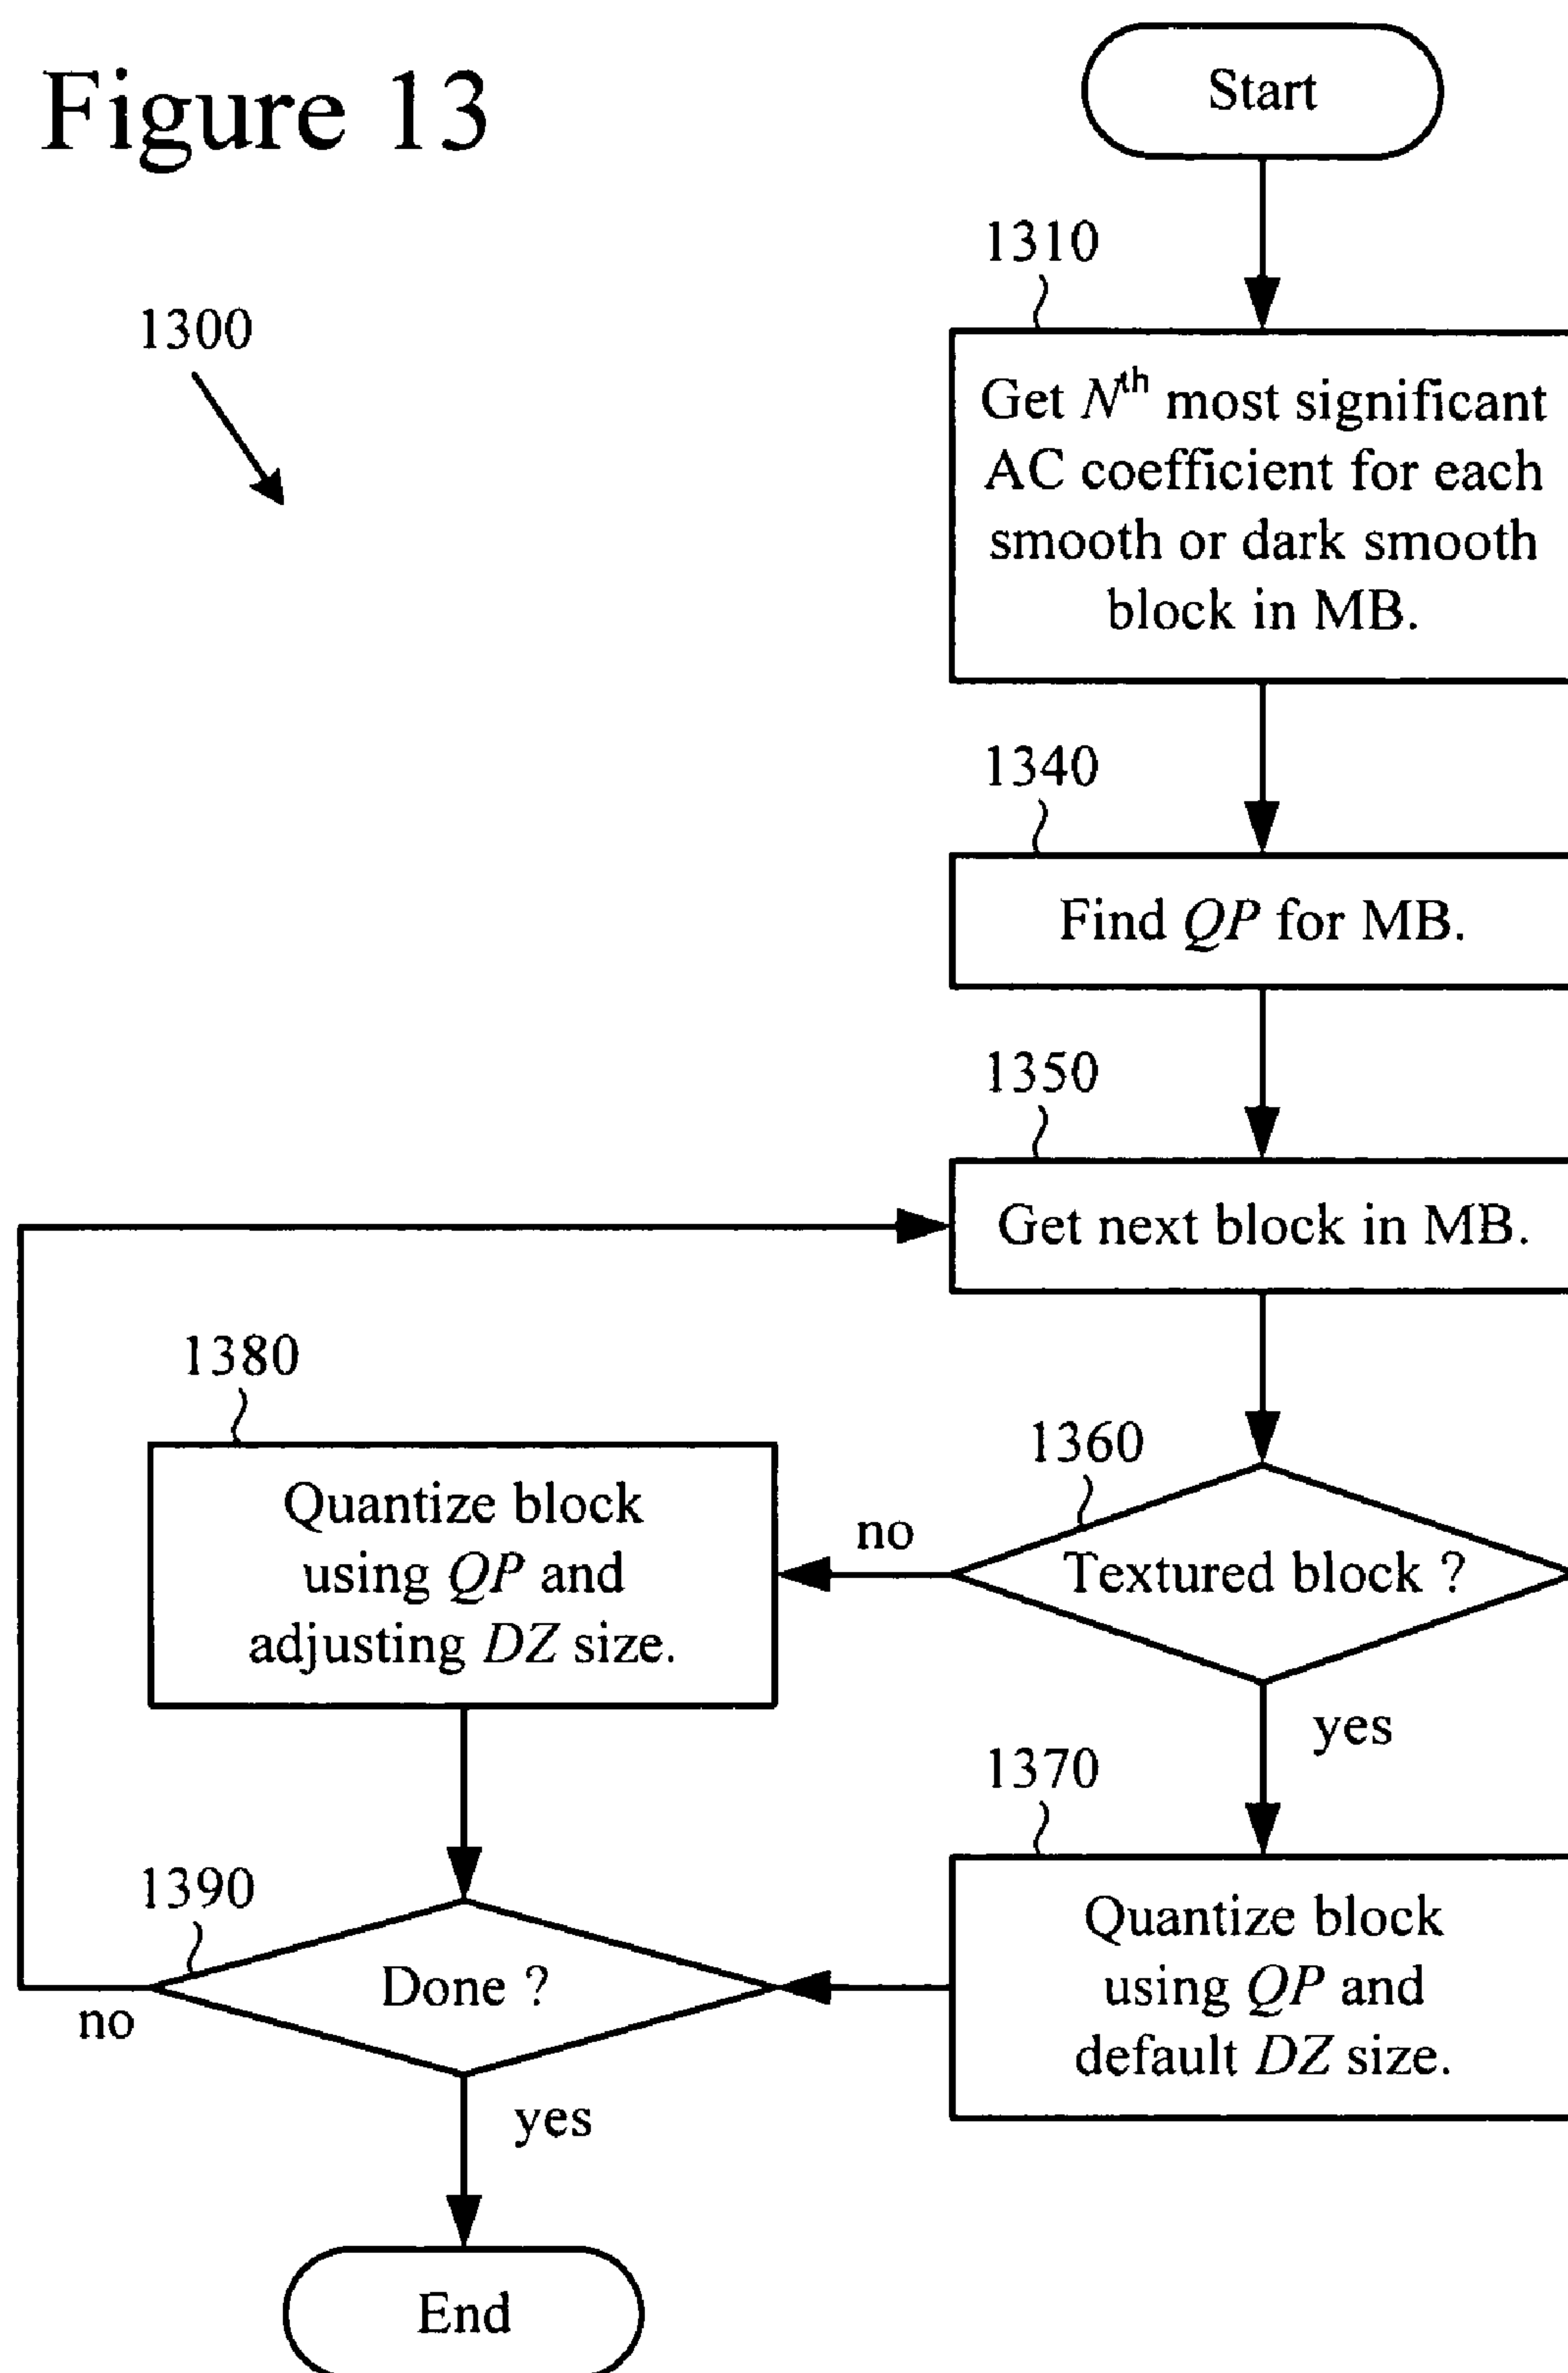 Figure 13
Start
1300
1310
Get Nth most significant
AC coefficient for each
smooth or dark smooth
block in MB.
1340
Find QP for MB.
1350
Get next block in MB.
1360
Textured block ?
no
yes
1380
Quantize block
using QP and
adjusting DZ size.
1370
Quantize block
using QP and
default DZ size.
1390
Done ?
no
yes
End